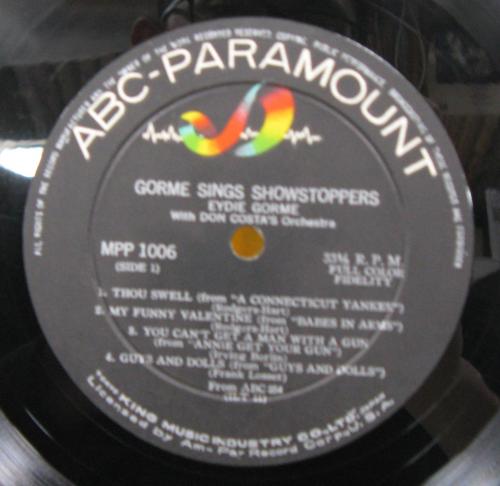 ABC-PARAMOUNT
GORME SINGS SHOWSTOPPERS
EYDIE GORME
With DON COSTA'S Orchestra
MPP 1006
(SIDE 1)
33⅓ R. P. M.
FULL COLOR
FIDELITY
1. THOU SWELL (from "A CONNECTICUT YANKEE")
(Rodgers-Hart)
2. MY FUNNY VALENTINE (from "BABES IN ARMS")
(Rodgers-Hart)
3. YOU CAN'T GET A MAN WITH A GUN
(from "ANNIE GET YOUR GUN")
(Irving Berlin)
4. GUYS AND DOLLS (from "GUYS AND DOLLS")
(Frank Loesser)
From ABC 254
KING MUSIC INDUSTRY CO., LTD.
Licensed by Am-Par Record Corp., U.S.A.